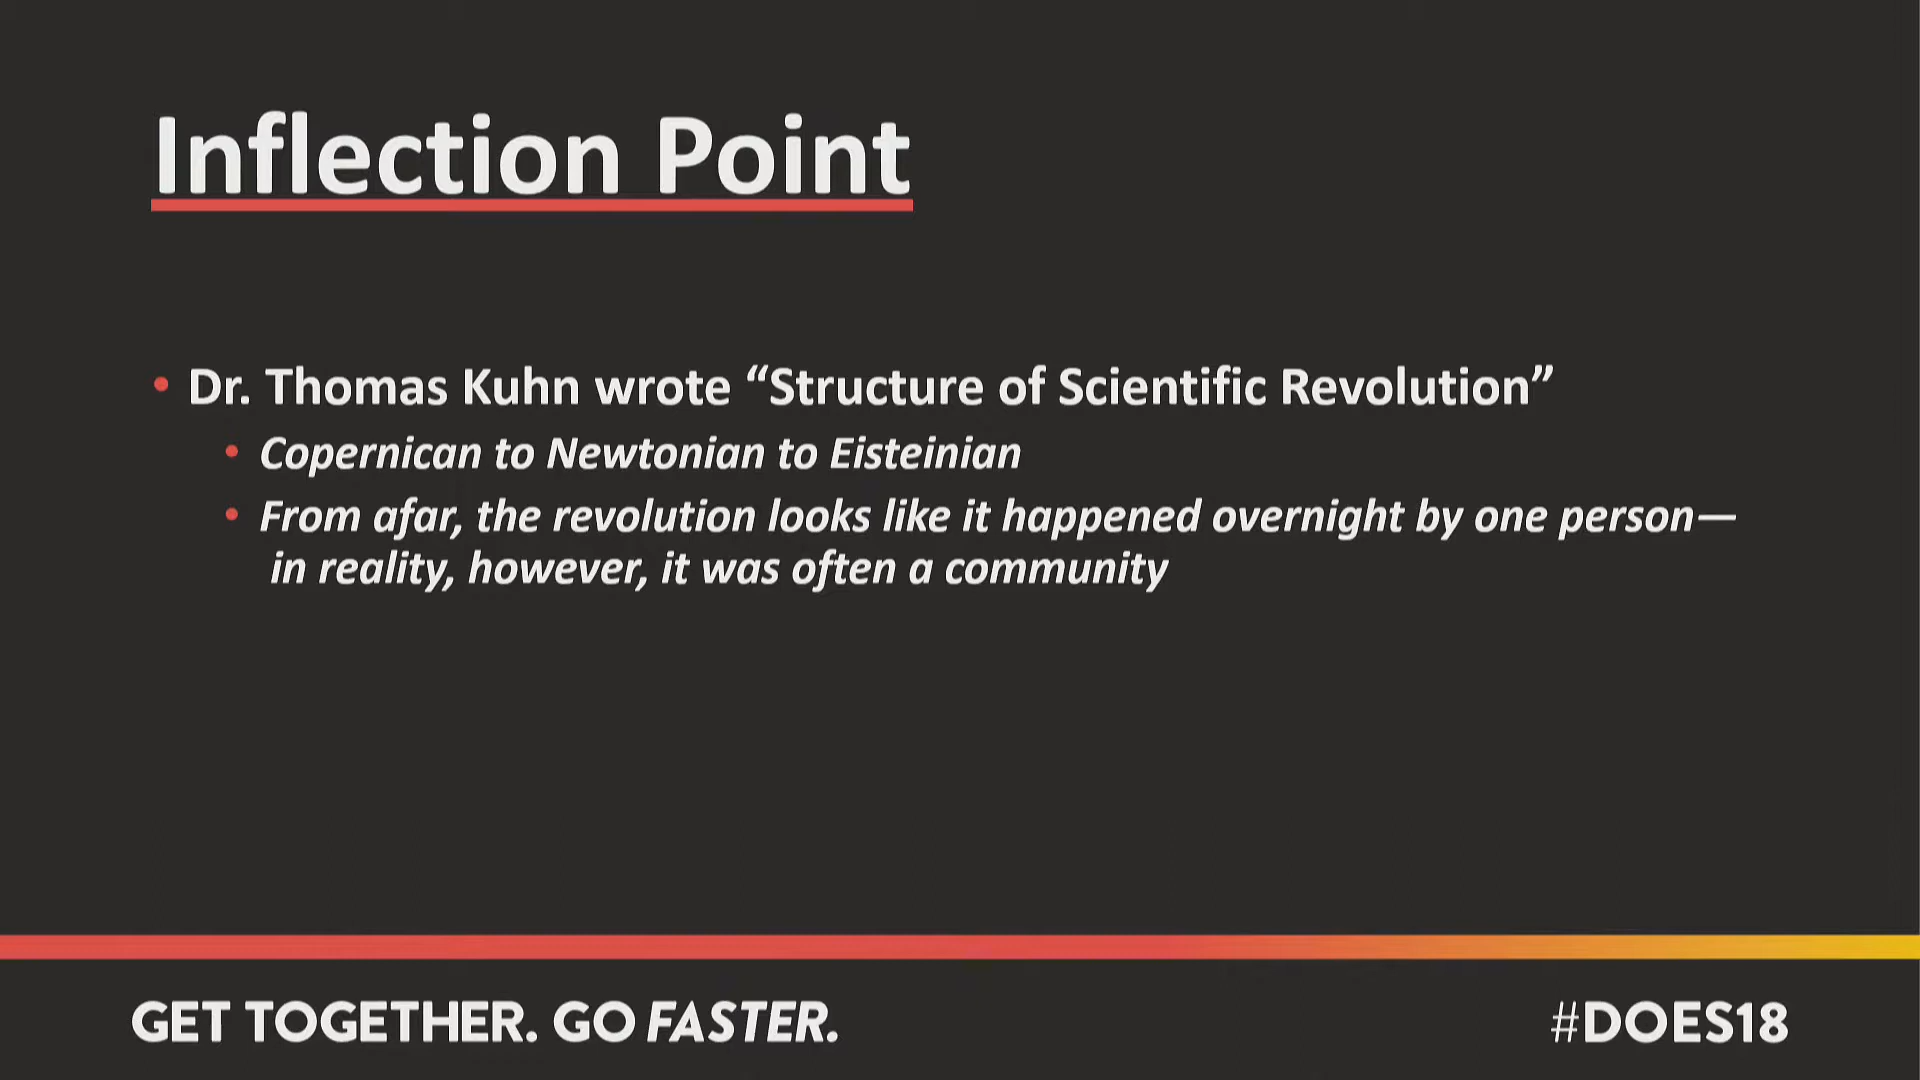 Inflection Point
• Dr. Thomas Kuhn wrote “Structure of Scientific Revolution”
• Copernican to Newtonian to Eisteinian
• From afar, the revolution looks like it happened overnight by one person—
in reality, however, it was often a community
GET TOGETHER. GO FASTER.
#DOES18